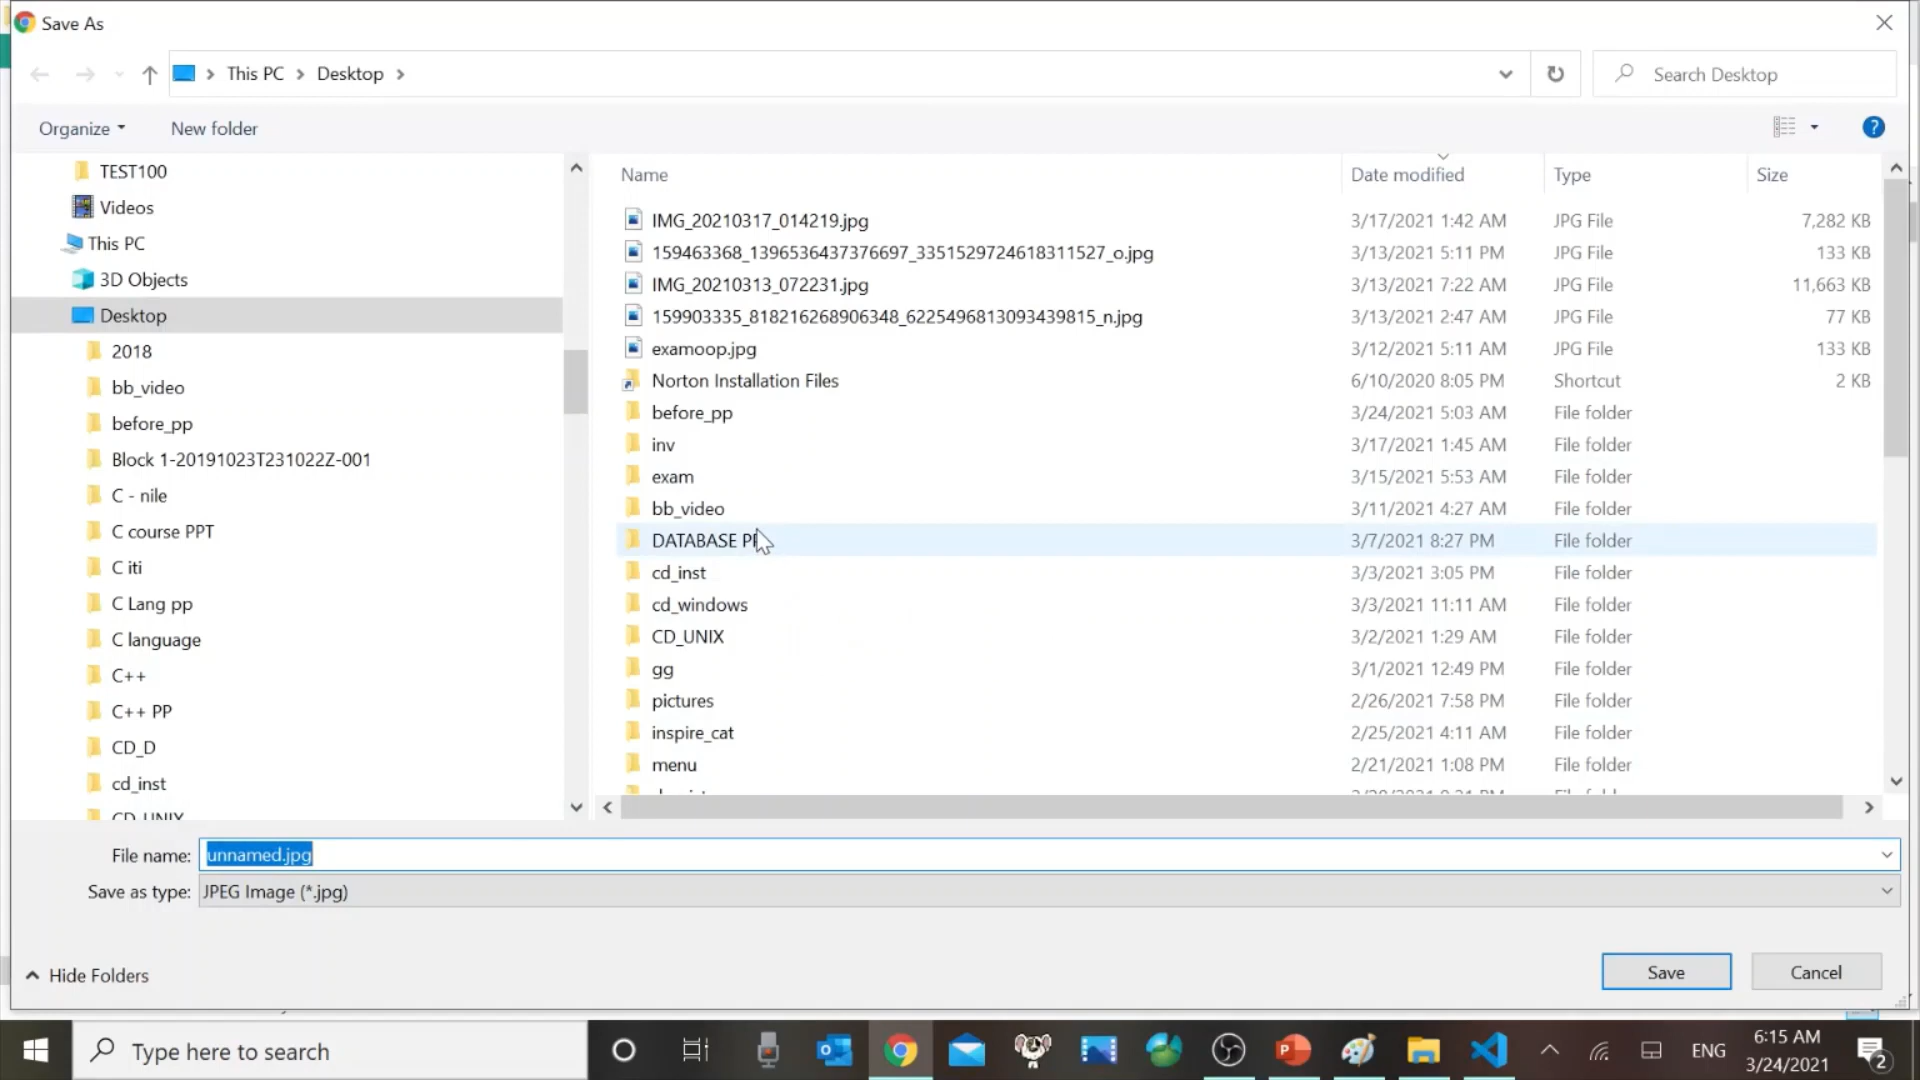 Save As
This PC
Desktop
Search Desktop
Organize
New folder
?
TEST100
Videos
This PC
3D Objects
Desktop
2018
bb_video
before_pp
Block 1-20191023T231022Z-001
C - nile
C course PPT
C iti
C Lang pp
C language
C++
C++ PP
CD_D
cd_inst
CD_UNIX
Name Date modified Type Size
IMG_20210317_014219.jpg 3/17/2021 1:42 AM JPG File 7,282 KB
159463368_1396536437376697_3351529724618311527_o.jpg 3/13/2021 5:11 PM JPG File 133 KB
IMG_20210313_072231.jpg 3/13/2021 7:22 AM JPG File 11,663 KB
159903335_818216268906348_6225496813093439815_n.jpg 3/13/2021 2:47 AM JPG File 77 KB
examoop.jpg 3/12/2021 5:11 AM JPG File 133 KB
Norton Installation Files 6/10/2020 8:05 PM Shortcut 2 KB
before_pp 3/24/2021 5:03 AM File folder
inv 3/17/2021 1:45 AM File folder
exam 3/15/2021 5:53 AM File folder
bb_video 3/11/2021 4:27 AM File folder
DATABASE 3/7/2021 8:27 PM File folder
cd_inst 3/3/2021 3:05 PM File folder
cd_windows 3/3/2021 11:11 AM File folder
CD_UNIX 3/2/2021 1:29 AM File folder
gg 3/1/2021 12:49 PM File folder
pictures 2/26/2021 7:58 PM File folder
inspire_cat 2/25/2021 4:11 AM File folder
menu 2/21/2021 1:08 PM File folder
File name: unnamed.jpg
Save as type: JPEG Image (*.jpg)
Hide Folders
Save
Cancel
Type here to search
ENG
6:15 AM
3/24/2021
2